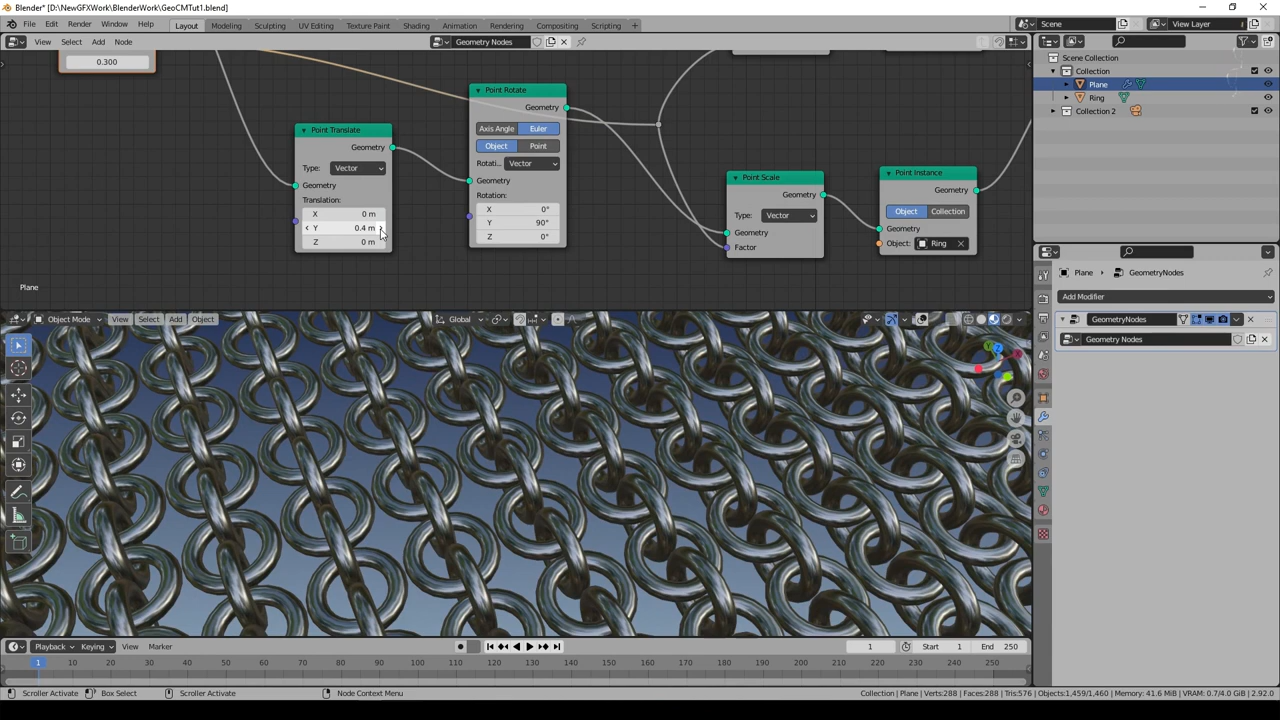 Blender* [D:\NewGFXWork\BlenderWork\GeoCMTut1.blend]
File Edit Render Window Help Layout Modeling Sculpting UV Editing Texture Paint Shading Animation Rendering Compositing Scripting + Scene View Layer
View Select Add Node Geometry Nodes
Scene Collection
Collection
Plane
Ring
Collection 2
0.300
Point Rotate
Geometry
Axis Angle Euler
Object Point
Rotati... Vector
Geometry
Rotation:
X 0°
Y 90°
Z 0°
Point Translate
Geometry
Type: Vector
Geometry
Translation:
X 0 m
Y 0.4 m
Z 0 m
Point Scale
Geometry
Type: Vector
Geometry
Factor
Point Instance
Geometry
Object Collection
Geometry
Object: Ring
Plane
Plane GeometryNodes
Add Modifier
GeometryNodes
Geometry Nodes
Object Mode View Select Add Object Global
Playback Keying View Marker 1 Start 1 End 250
1 10 20 30 40 50 60 70 80 90 100 110 120 130 140 150 160 170 180 190 200 210 220 230 240 250
Scroller Activate Box Select Scroller Activate Node Context Menu Collection | Plane | Verts:288 | Faces:288 | Tris:576 | Objects:1,459/1,460 | Memory: 41.6 MiB | VRAM: 0.7/4.0 GiB | 2.92.0